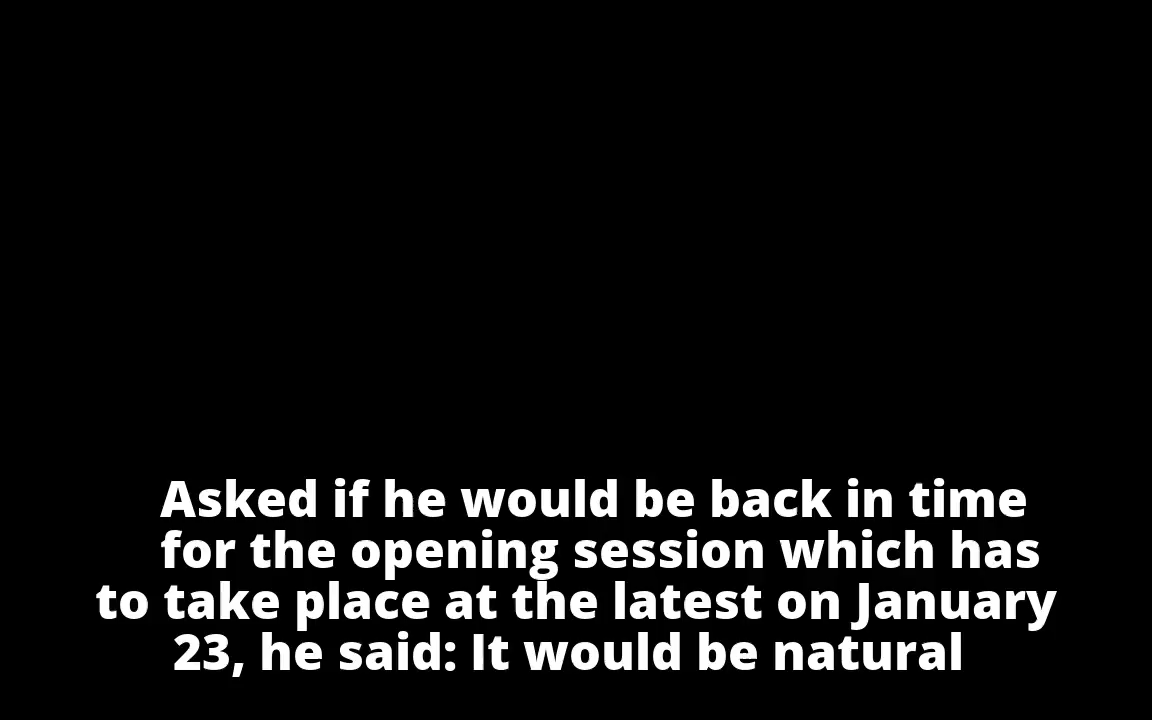 Asked if he would be back in time
for the opening session which has
to take place at the latest on January
23, he said: It would be natural